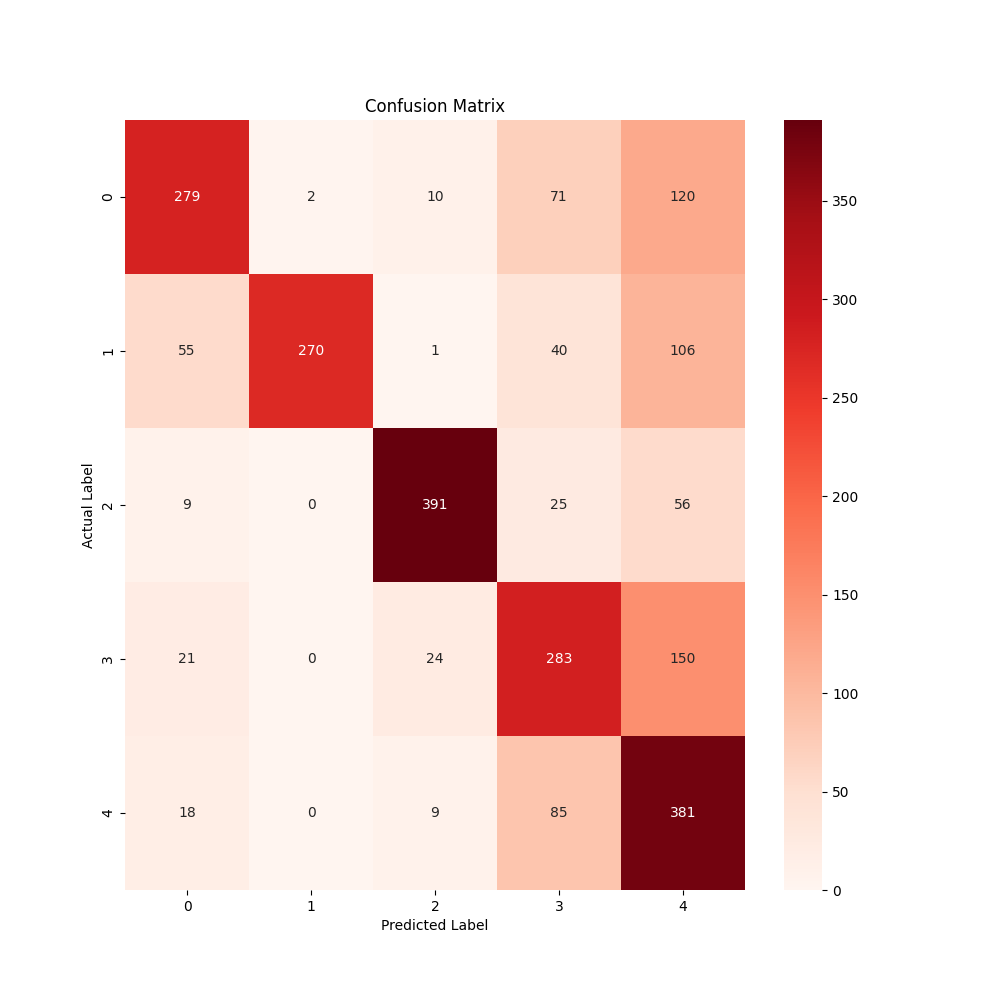 Confusion Matrix
0 279 2 10 71 120
1 55 270 1 40 106
2 9 0 391 25 56
3 21 0 24 283 150
4 18 0 9 85 381
0 1 2 3 4
Predicted Label
Actual Label
350
300
250
200
150
100
50
0